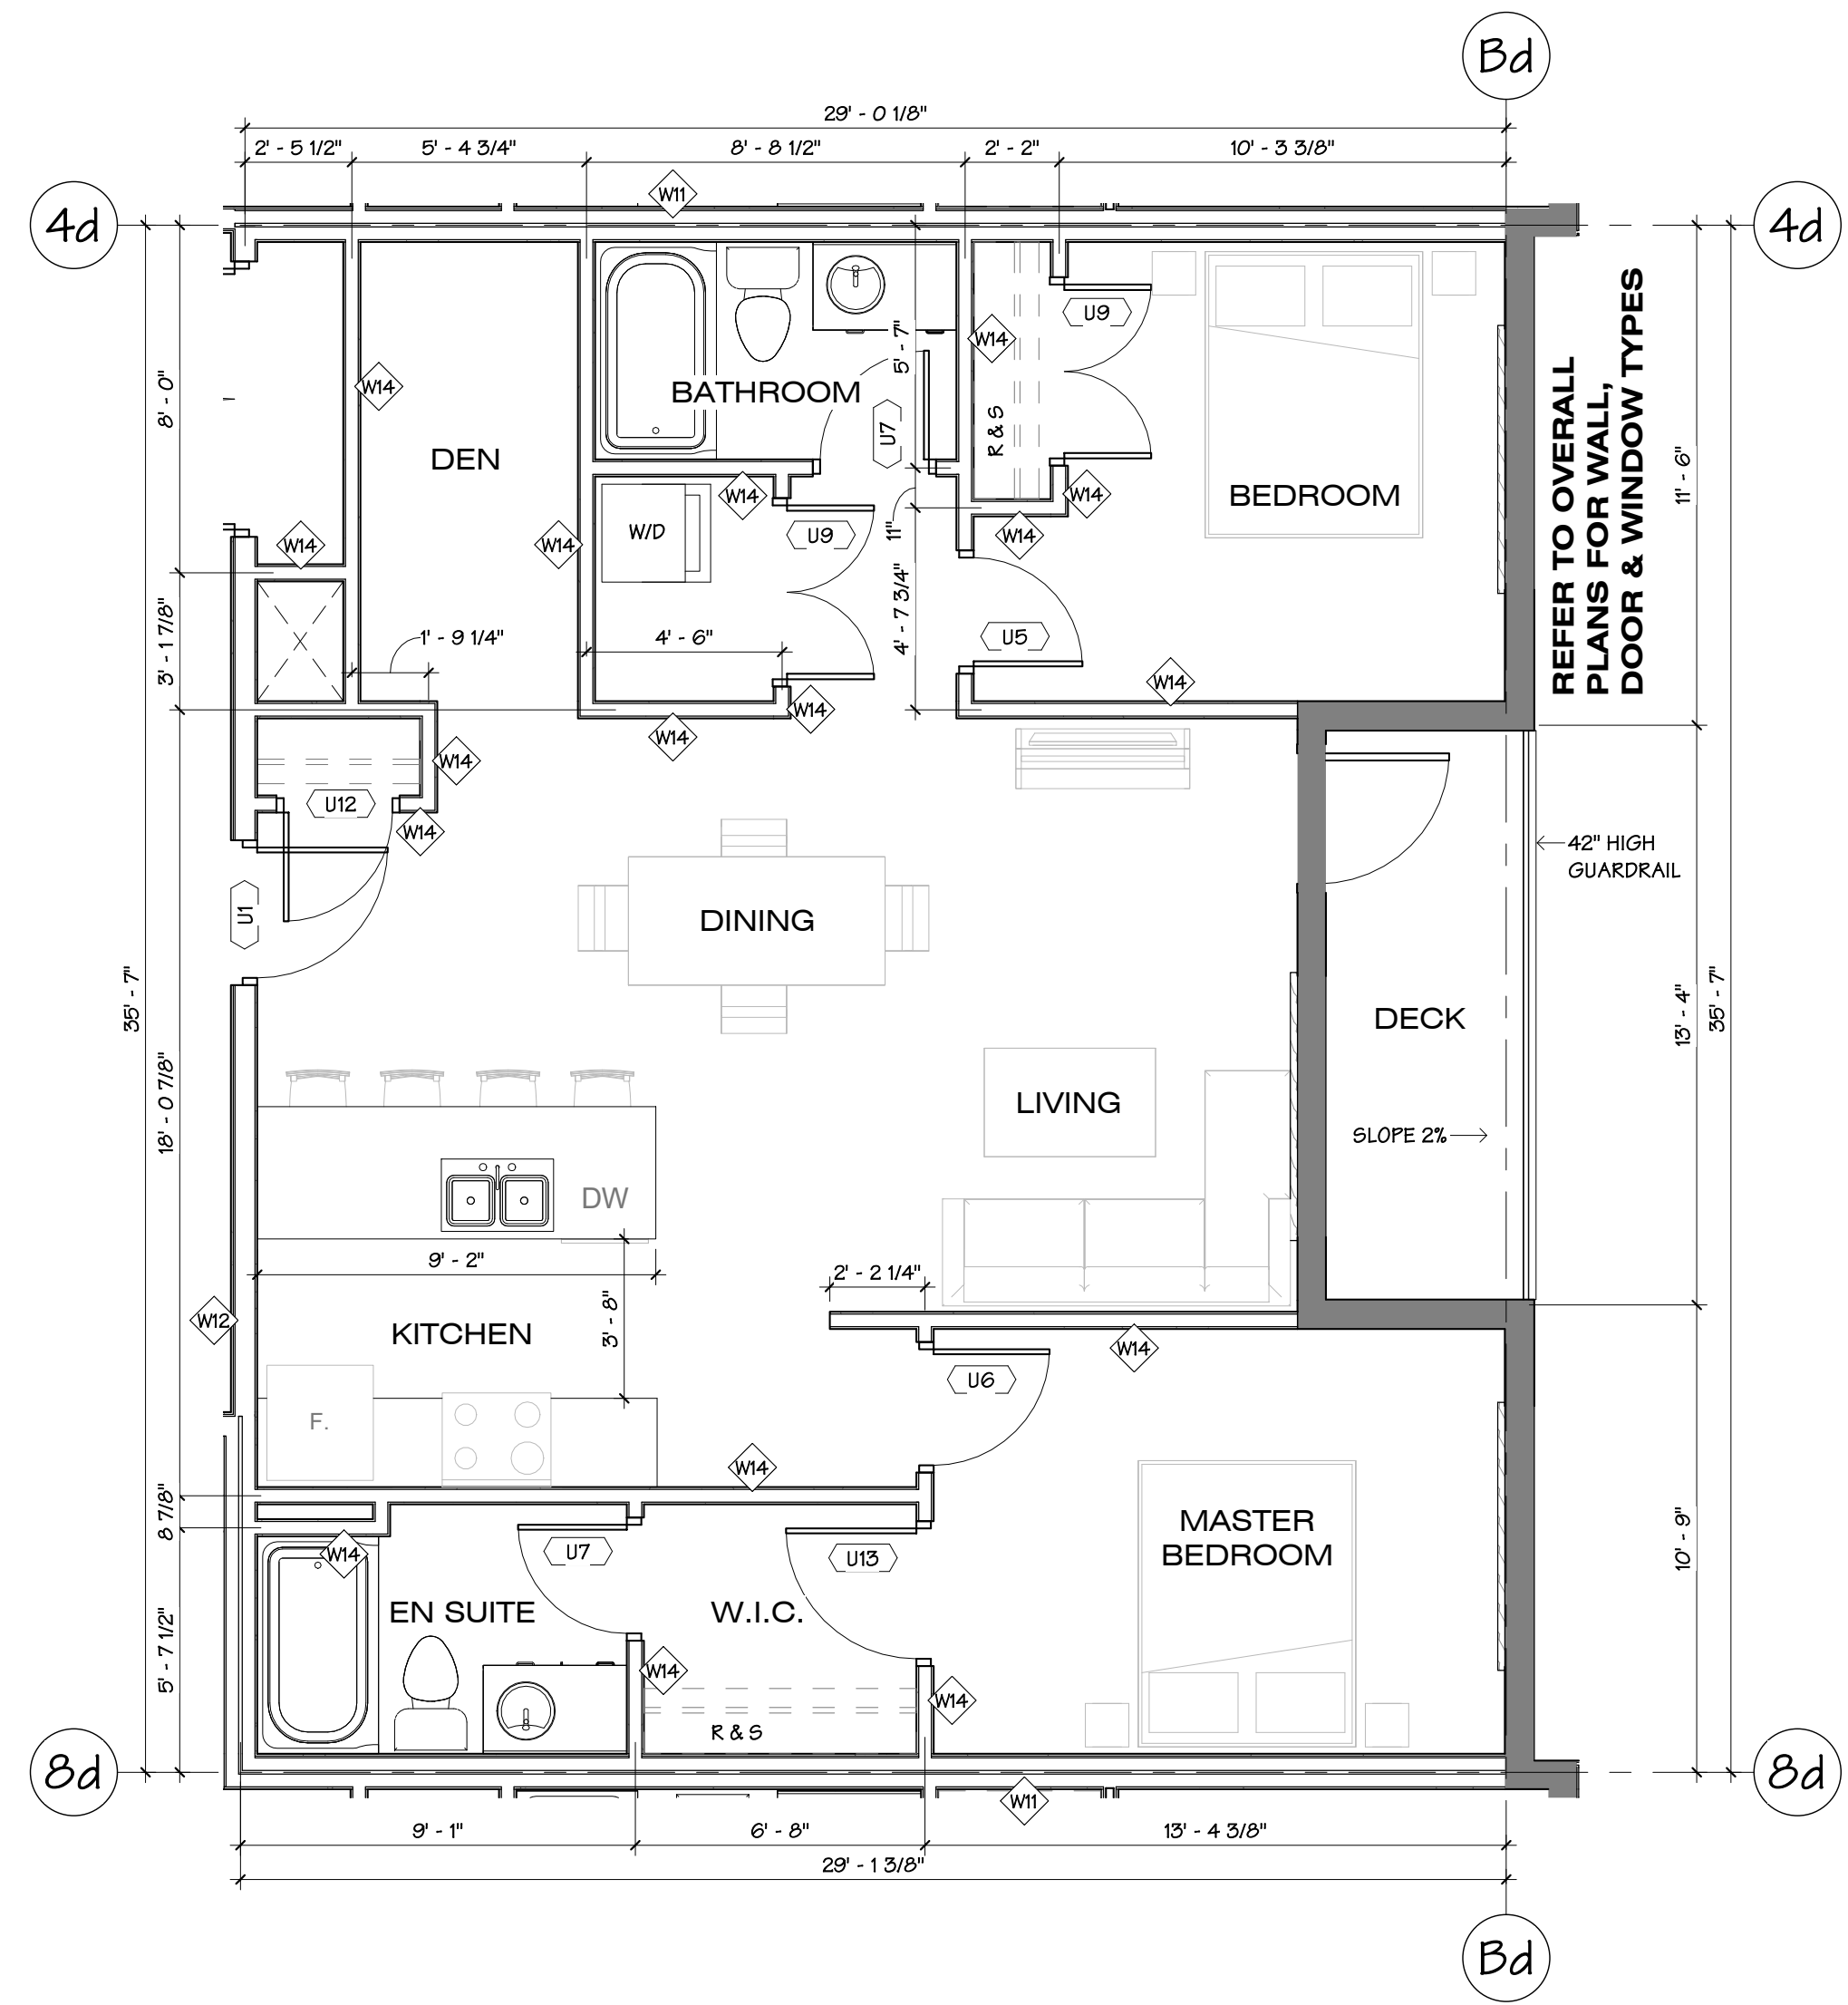 Bd
29' - 0 1/8"
2' - 5 1/2"
5' - 4 3/4"
8' - 8 1/2"
2' - 2"
10' - 3 3/8"
W11
4d
4d
REFER TO OVERALL
PLANS FOR WALL,
DOOR & WINDOW TYPES
U9
W14
5' - 7"
8' - 0"
W14
BATHROOM
R & S
U7
DEN
11' - 6"
BEDROOM
W14
W14
W/D
U9
11"
W14
W14
W14
4' - 7 3/4"
3' - 1 7/8"
1' - 9 1/4"
4' - 6"
U5
W14
W14
W14
W14
U12
W14
42" HIGH
GUARDRAIL
U1
DINING
35' - 7"
DECK
13' - 4"
35' - 7"
18' - 0 7/8"
LIVING
SLOPE 2%
DW
9' - 2"
2' - 2 1/4"
3' - 8"
W12
KITCHEN
W14
U6
F.
W14
8 7/8"
MASTER
BEDROOM
10' - 9"
W14
U7
U13
EN SUITE
W.I.C.
5' - 7 1/2"
W14
W14
R & S
8d
8d
W11
9' - 1"
6' - 8"
13' - 4 3/8"
29' - 1 3/8"
Bd